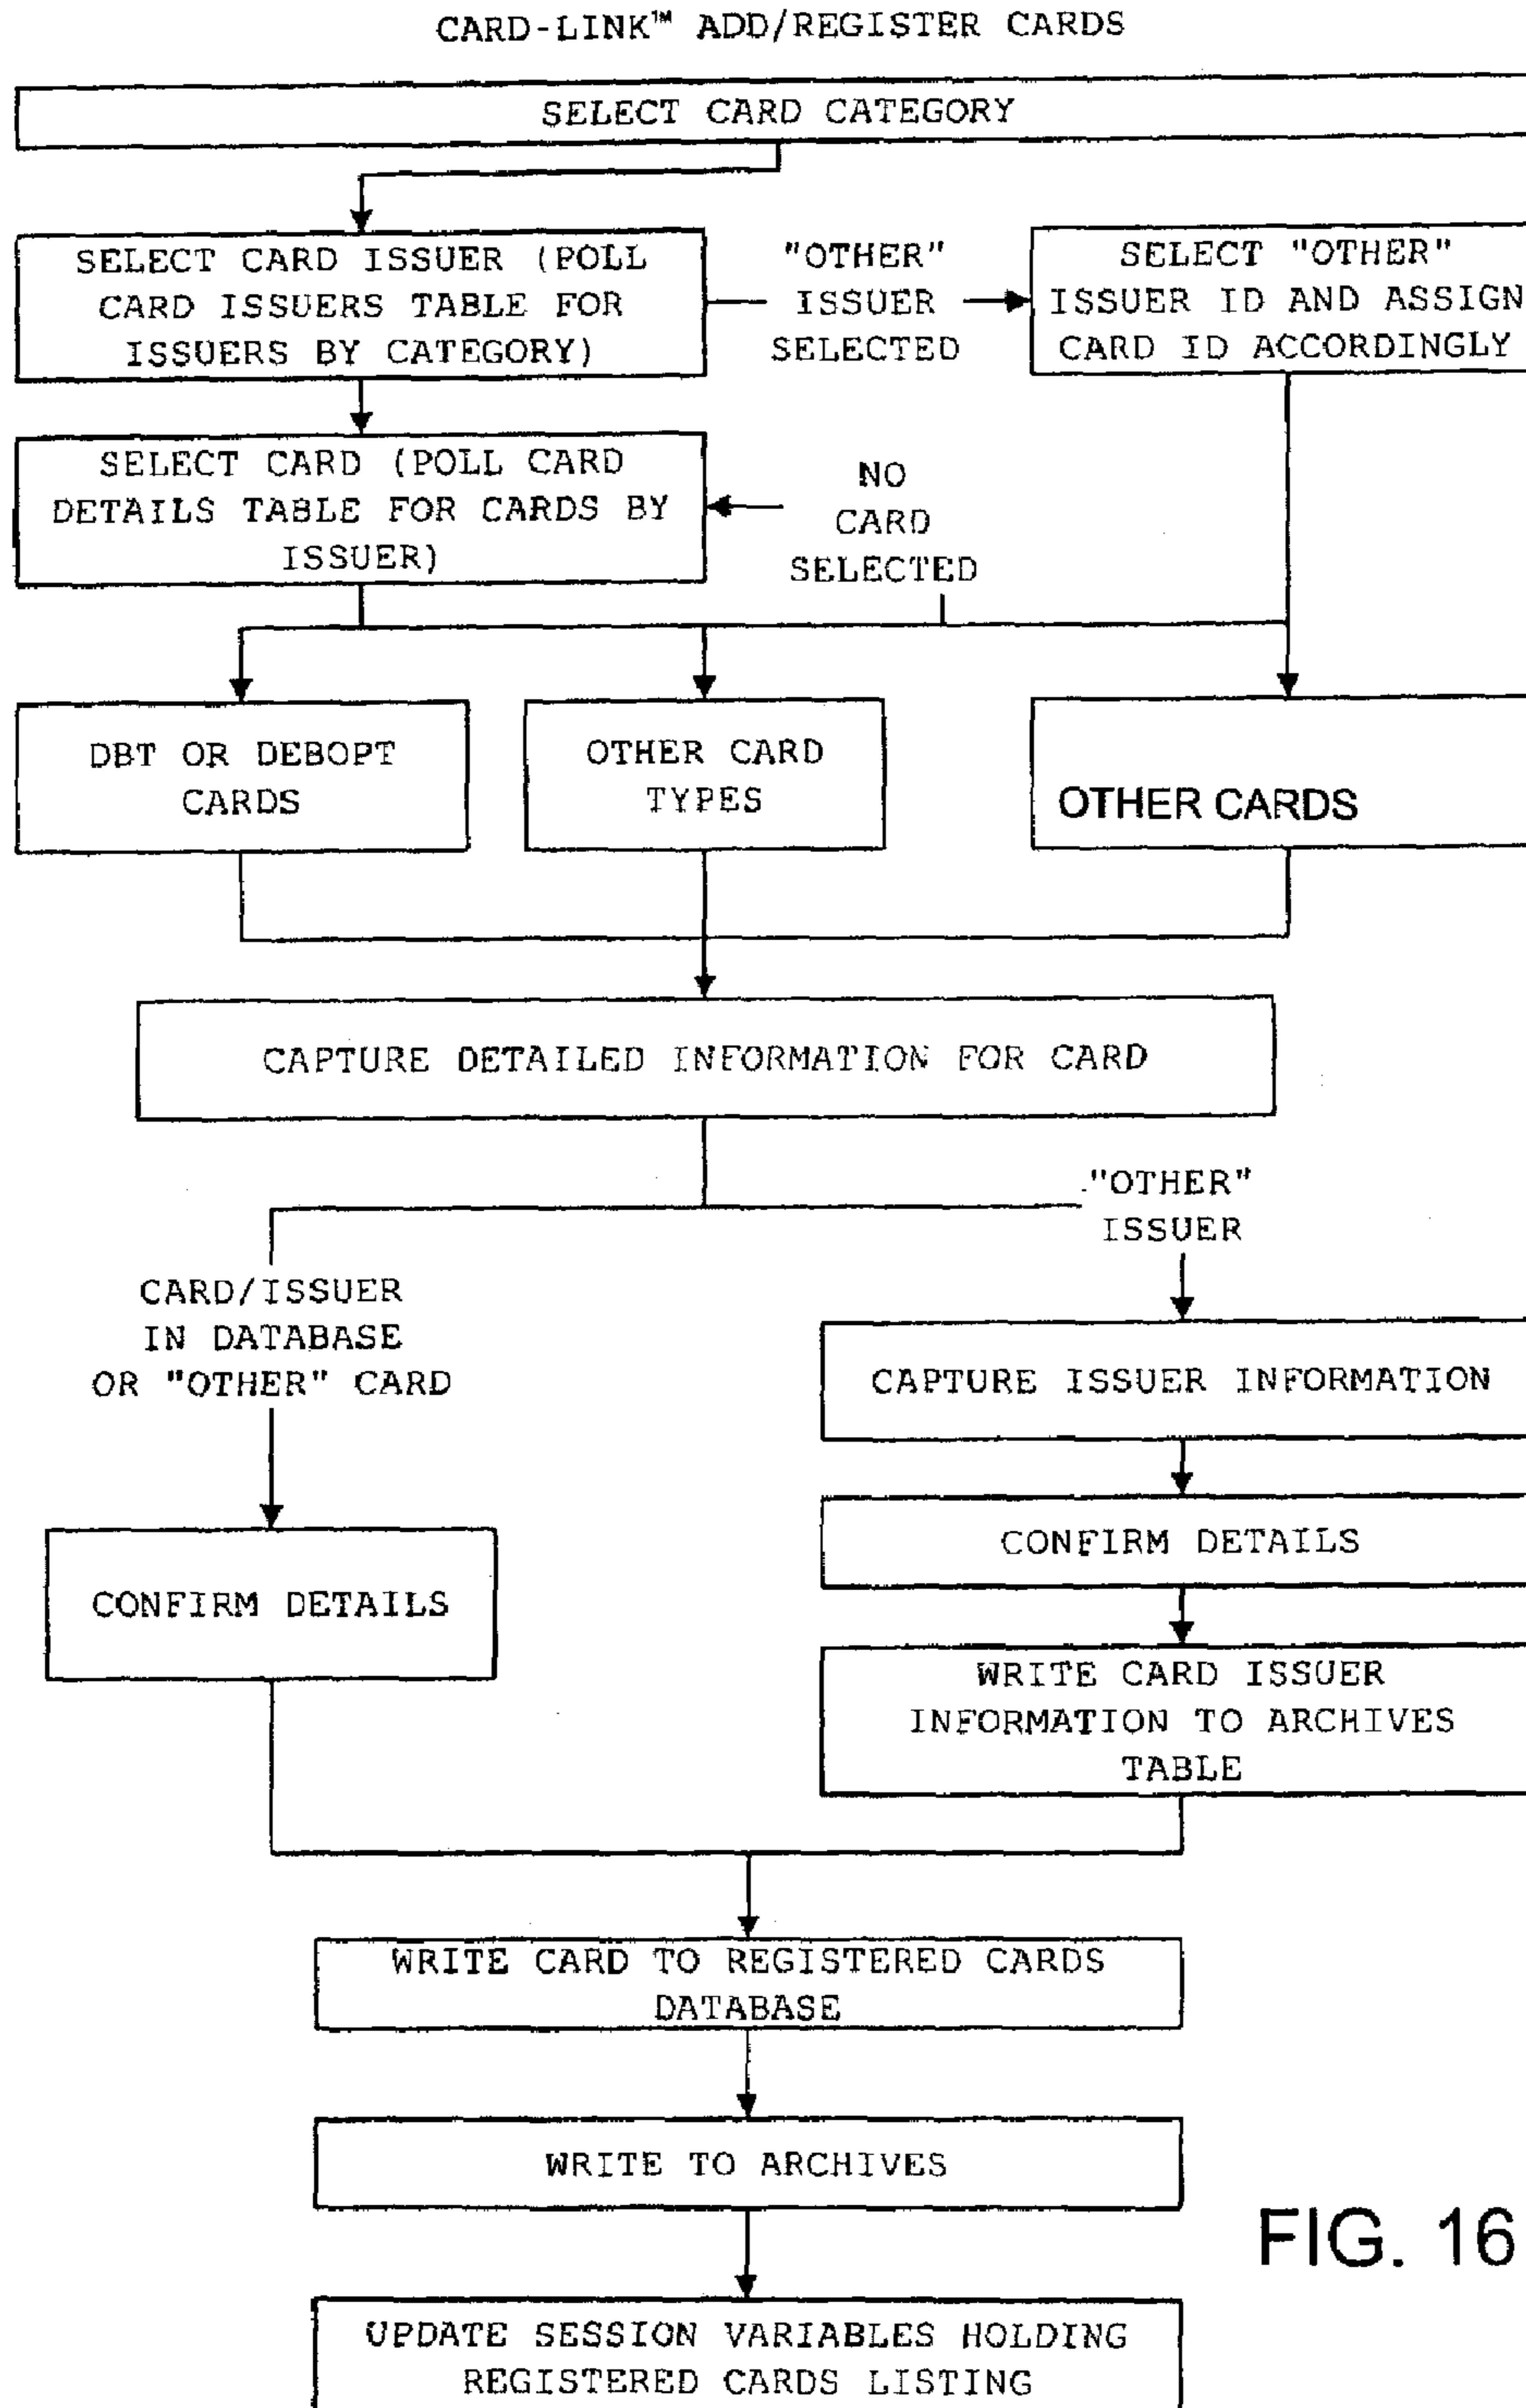 CARD-LINK™ ADD/REGISTER CARDS
SELECT CARD CATEGORY
SELECT CARD ISSUER (POLL
CARD ISSUERS TABLE FOR
ISSUERS BY CATEGORY)
"OTHER"
ISSUER
SELECTED
SELECT "OTHER"
ISSUER ID AND ASSIGN
CARD ID ACCORDINGLY
SELECT CARD (POLL CARD
DETAILS TABLE FOR CARDS BY
ISSUER)
NO
CARD
SELECTED
DBT OR DEBOPT
CARDS
OTHER CARD
TYPES
OTHER CARDS
CAPTURE DETAILED INFORMATION FOR CARD
"OTHER"
ISSUER
CARD/ISSUER
IN DATABASE
OR "OTHER" CARD
CAPTURE ISSUER INFORMATION
CONFIRM DETAILS
CONFIRM DETAILS
WRITE CARD ISSUER
INFORMATION TO ARCHIVES
TABLE
WRITE CARD TO REGISTERED CARDS
DATABASE
WRITE TO ARCHIVES
FIG. 16
UPDATE SESSION VARIABLES HOLDING
REGISTERED CARDS LISTING